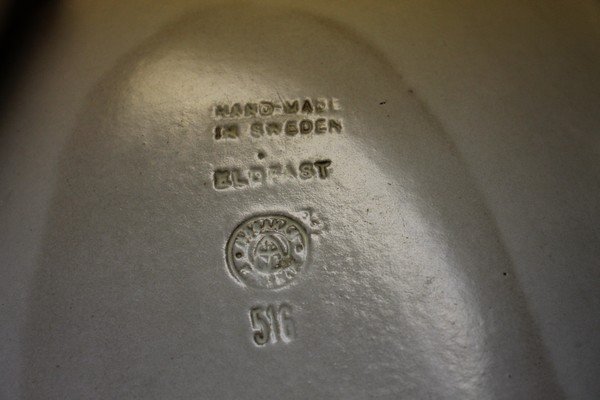 HAND-MADE
IN SWEDEN
ELDFAST
516